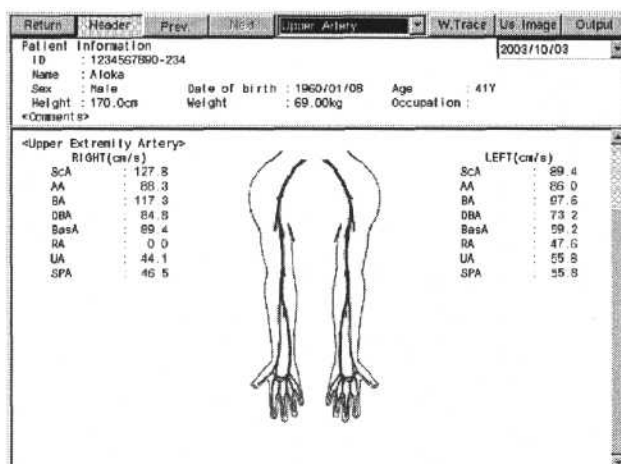 Return Header Prev. Next Upper Artery W.Trace Us Image Output
Patient Information
2003/10/03
ID : 1234567890-234
Name : Aloka
Sex : Male Date of birth : 1960/01/08 Age : 41Y
Height : 170.0cm Weight : 69.00kg Occupation :
<Comments>
<Upper Extremity Artery>
RIGHT(cm/s) LEFT(cm/s)
ScA : 127.8 ScA : 89.4
AA : 88.3 AA : 86.0
BA : 117.3 BA : 97.6
DBA : 84.8 DBA : 73.2
BasA : 89.4 BasA : 59.2
RA : 0.0 RA : 47.6
UA : 44.1 UA : 55.8
SPA : 46.5 SPA : 55.8